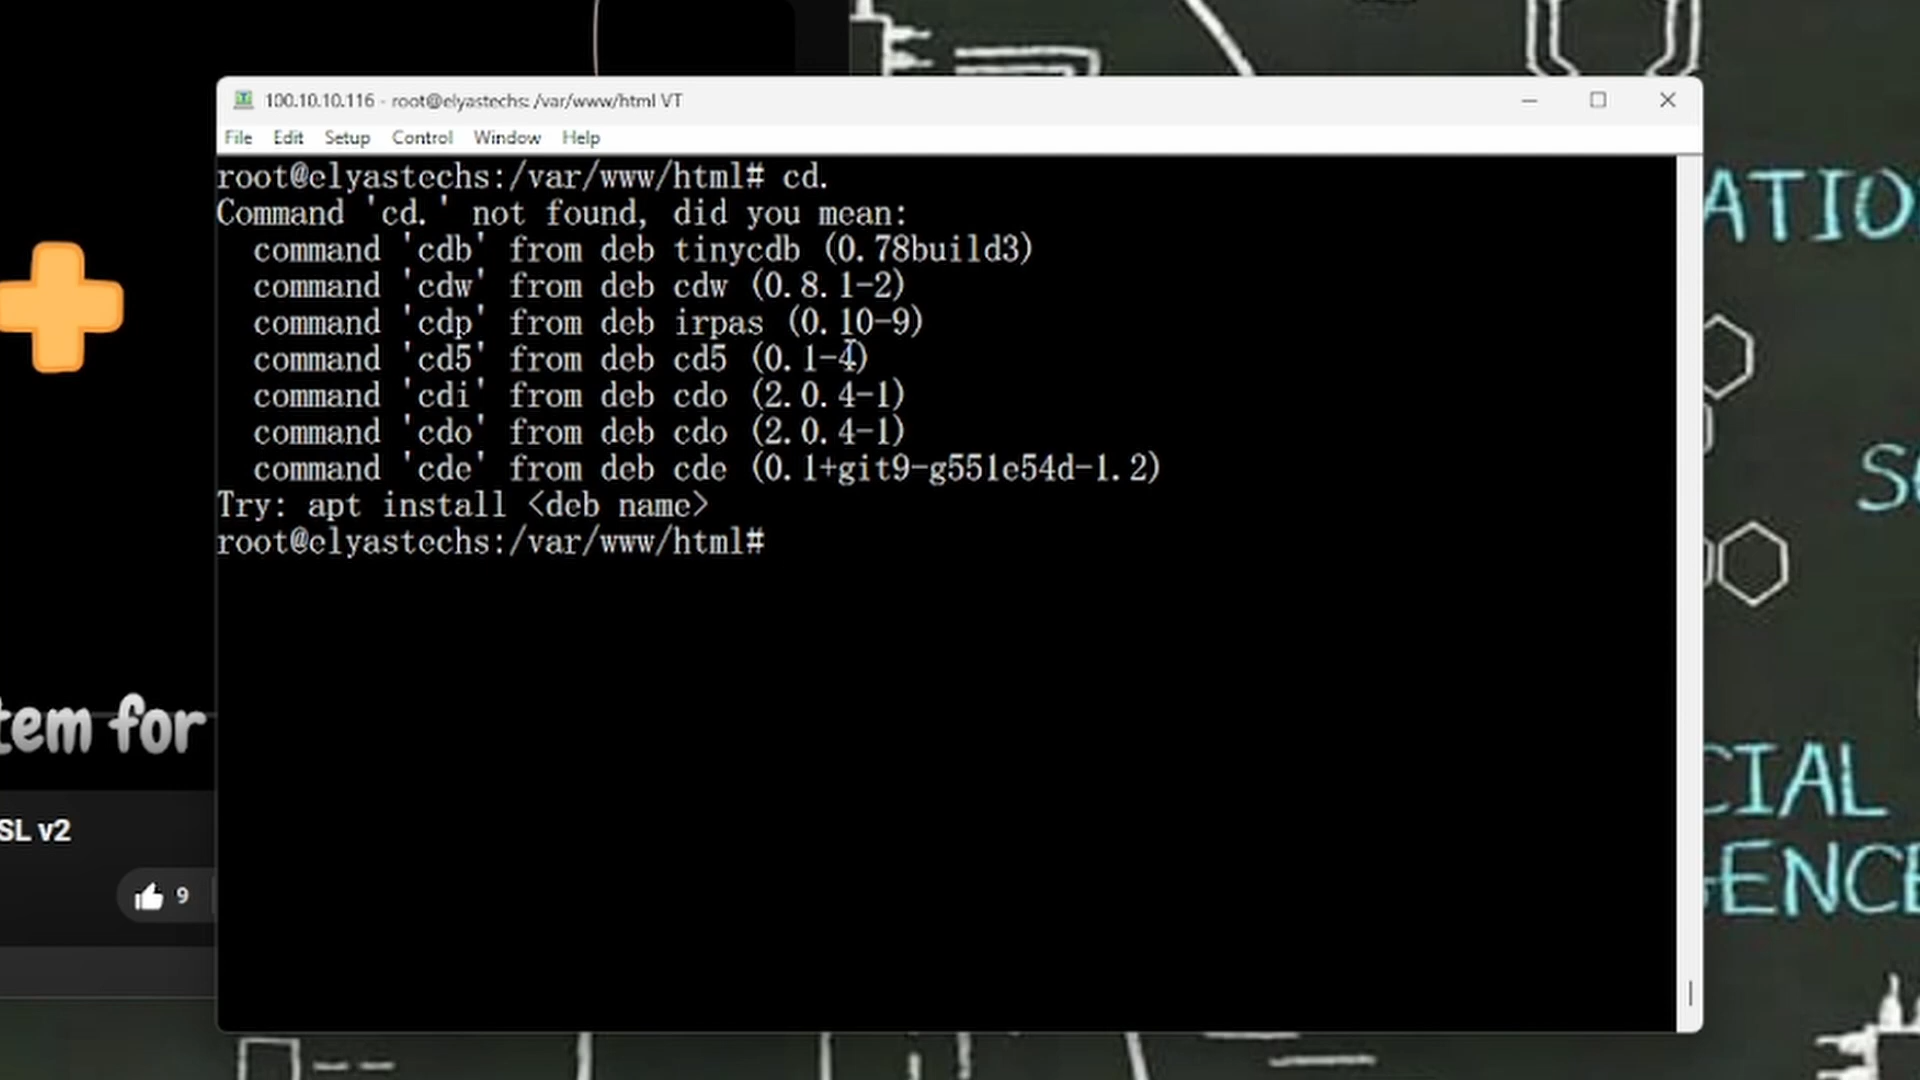 100.10.10.116 - root@elyastechs: /var/www/html VT
File Edit Setup Control Window Help
root@elyastechs:/var/www/html# cd.
Command 'cd.' not found, did you mean:
command 'cdb' from deb tinycdb (0.78build3)
command 'cdw' from deb cdw (0.8.1-2)
command 'cdp' from deb irpas (0.10-9)
command 'cd5' from deb cd5 (0.1-4)
command 'cdi' from deb cdo (2.0.4-1)
command 'cdo' from deb cdo (2.0.4-1)
command 'cde' from deb cde (0.1+git9-g551e54d-1.2)
Try: apt install <deb name>
root@elyastechs:/var/www/html#
tem for
SL v2
9
ATIO
S
CIAL
ENCE